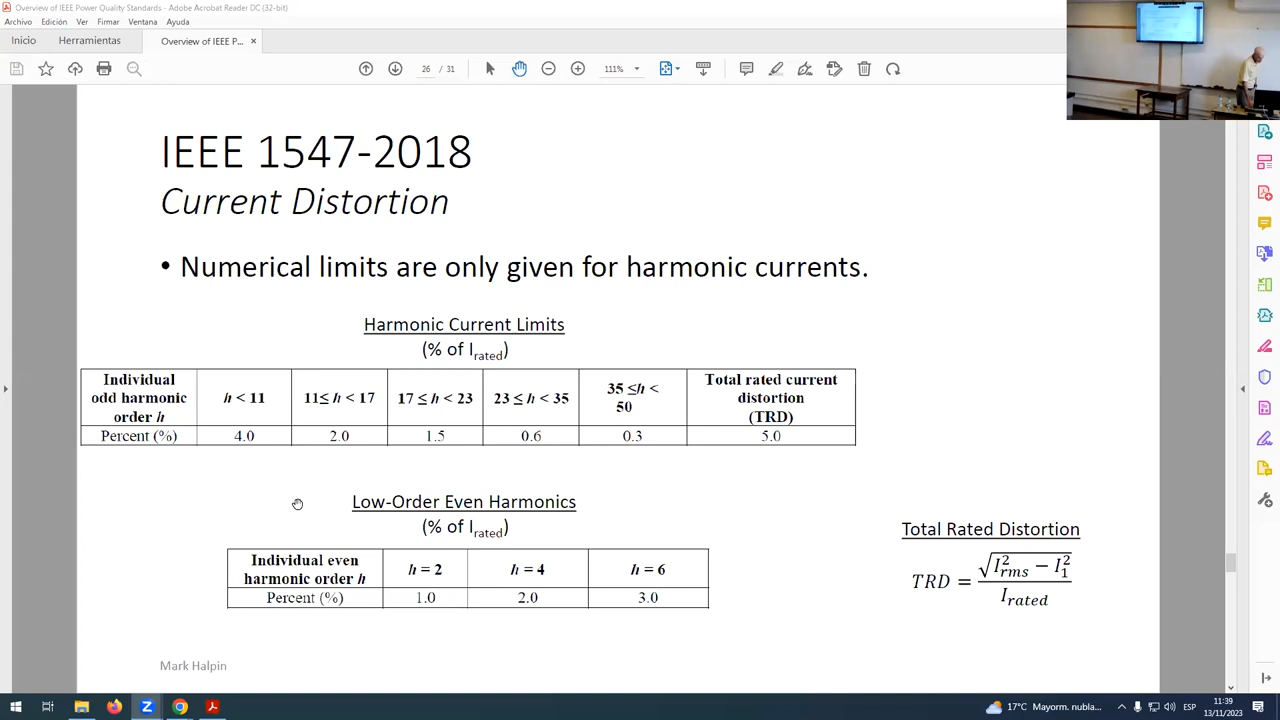 Overview of IEEE Power Quality Standards - Adobe Acrobat Reader DC (32-bit)
Archivo Edición Ver Firmar Ventana Ayuda
Inicio Herramientas Overview of IEEE P... ×
26 / 31 111%
IEEE 1547-2018
Current Distortion
• Numerical limits are only given for harmonic currents.
Harmonic Current Limits
(% of Irated)
Individual odd harmonic order h h < 11 11≤ h < 17 17 ≤ h < 23 23 ≤ h < 35 35 ≤h < 50 Total rated current distortion (TRD)
Percent (%) 4.0 2.0 1.5 0.6 0.3 5.0
Low-Order Even Harmonics
(% of Irated)
Individual even harmonic order h h = 2 h = 4 h = 6
Percent (%) 1.0 2.0 3.0
Total Rated Distortion
TRD = √(I²rms − I²1) / Irated
Mark Halpin
17°C Mayorm. nubla... ESP 11:39
13/11/2023